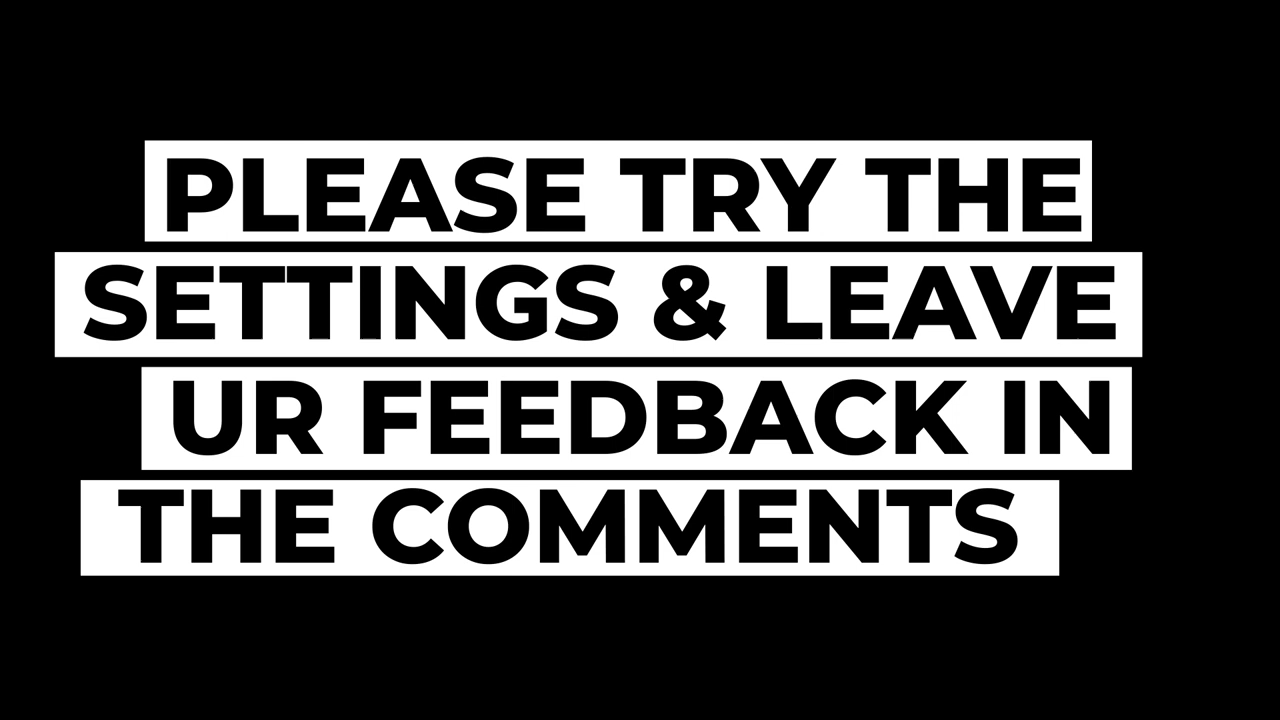 PLEASE TRY THE
SETTINGS & LEAVE
UR FEEDBACK IN
THE COMMENTS